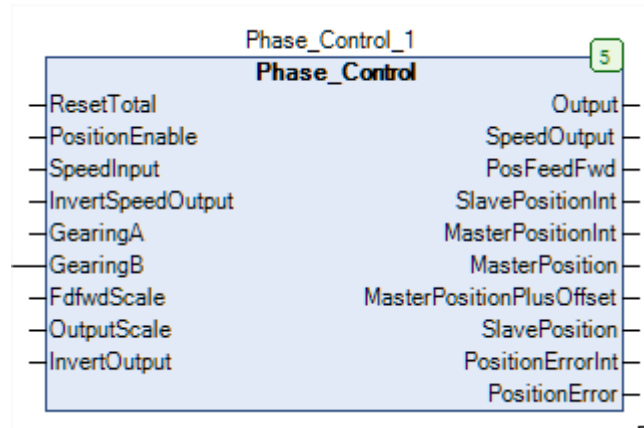 Phase_Control_1
5
Phase_Control
ResetTotal Output
PositionEnable SpeedOutput
SpeedInput PosFeedFwd
InvertSpeedOutput SlavePositionInt
GearingA MasterPositionInt
GearingB MasterPosition
FdfwdScale MasterPositionPlusOffset
OutputScale SlavePosition
InvertOutput PositionErrorInt
PositionError